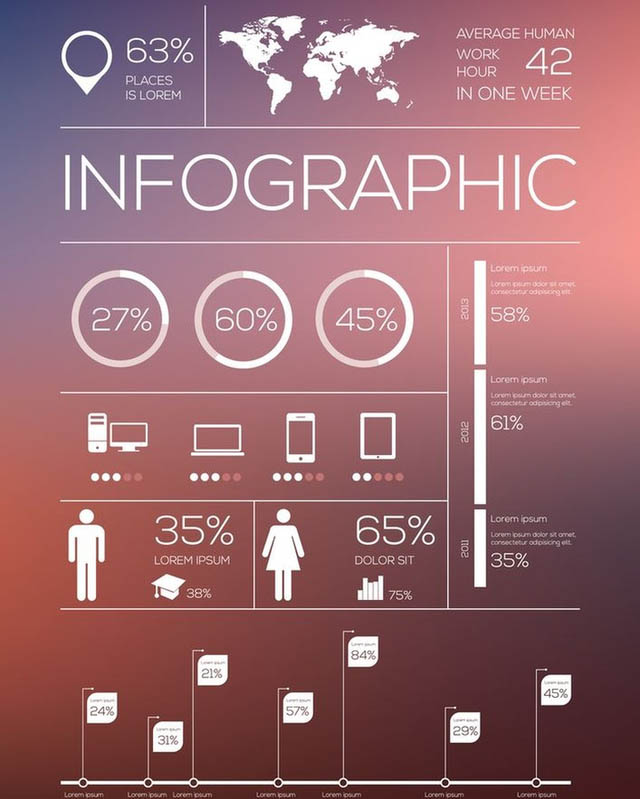 63%
PLACES
IS LOREM
AVERAGE HUMAN
WORK
HOUR 42
IN ONE WEEK
INFOGRAPHIC
27%
60%
45%
2013
Lorem ipsum
Lorem ipsum dolor sit amet,
consectetur adipisicing elit.
58%
2012
Lorem ipsum
Lorem ipsum dolor sit amet,
consectetur adipisicing elit.
61%
2011
Lorem ipsum
Lorem ipsum dolor sit amet,
consectetur adipisicing elit.
35%
35%
LOREM IPSUM
38%
65%
DOLOR SIT
75%
Lorem ipsum
24%
Lorem ipsum
31%
Lorem ipsum
21%
Lorem ipsum
57%
Lorem ipsum
84%
Lorem ipsum
29%
Lorem ipsum
45%
Lorem ipsum
Lorem ipsum
Lorem ipsum
Lorem ipsum
Lorem ipsum
Lorem ipsum
Lorem ipsum